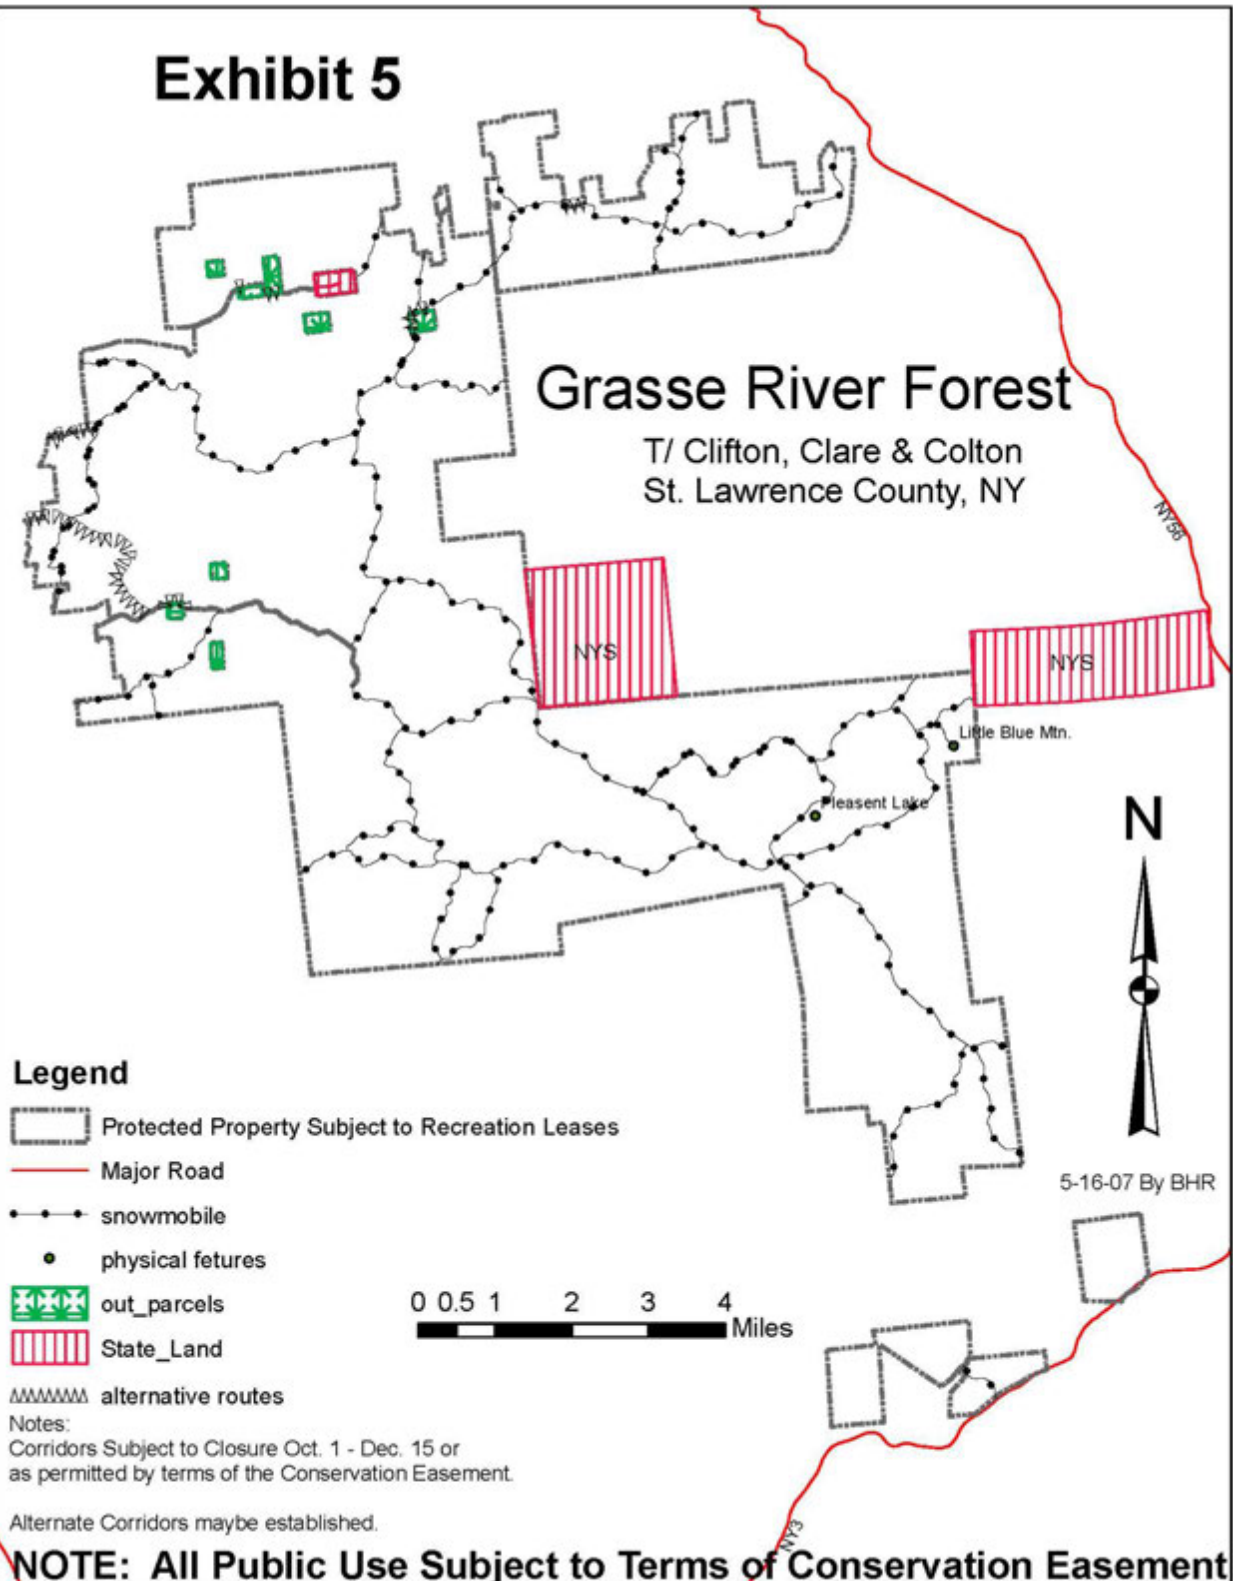 Exhibit 5
Grasse River Forest
T/ Clifton, Clare & Colton
St. Lawrence County, NY
NY56
NYS
NYS
Little Blue Mtn.
Pleasent Lake
N
Legend
Protected Property Subject to Recreation Leases
Major Road
snowmobile
physical fetures
out_parcels
State_Land
alternative routes
5-16-07 By BHR
0 0.5 1 2 3 4
Miles
Notes:
Corridors Subject to Closure Oct. 1 - Dec. 15 or
as permitted by terms of the Conservation Easement.
Alternate Corridors maybe established.
NY3
NOTE: All Public Use Subject to Terms of Conservation Easement